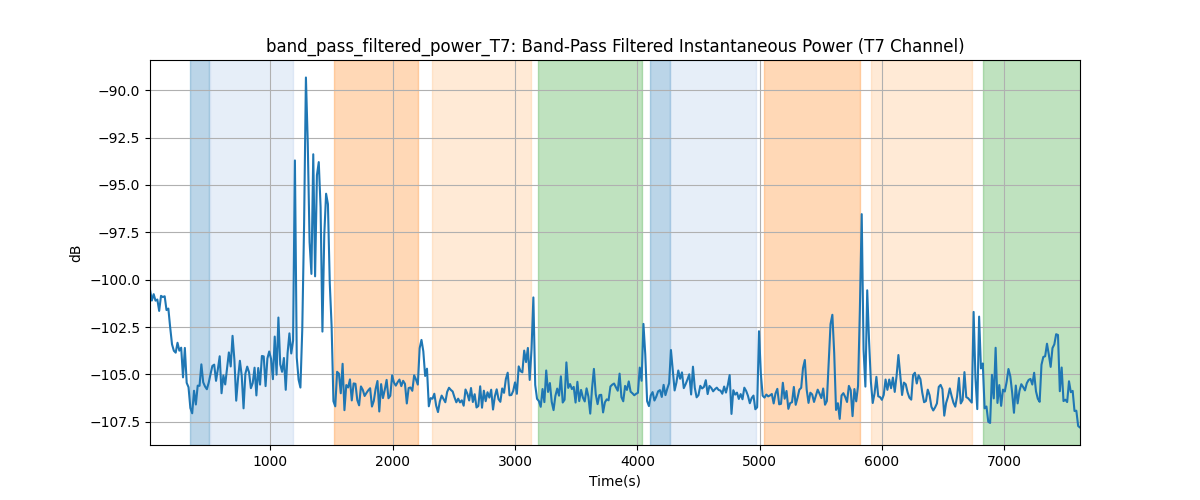 band_pass_filtered_power_T7: Band-Pass Filtered Instantaneous Power (T7 Channel)
−90.0
−92.5
−95.0
−97.5
−100.0
−102.5
−105.0
−107.5
dB
1000 2000 3000 4000 5000 6000 7000
Time(s)